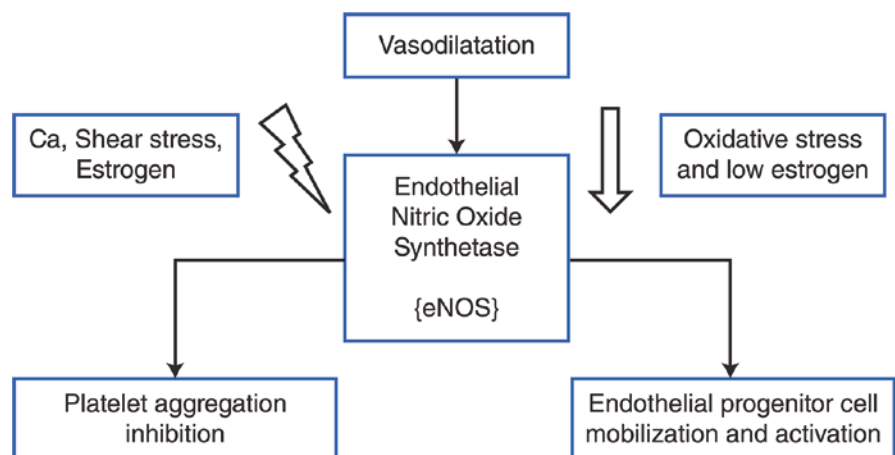 Vasodilatation
Ca, Shear stress,
Estrogen
Endothelial
Nitric Oxide
Synthetase
{eNOS}
Oxidative stress
and low estrogen
Platelet aggregation
inhibition
Endothelial progenitor cell
mobilization and activation